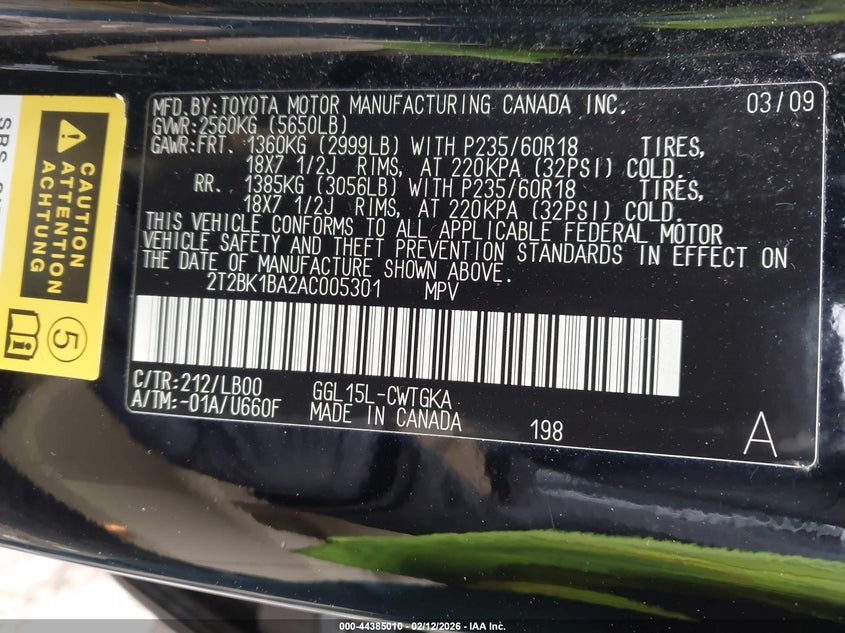 MFD.BY:TOYOTA MOTOR MANUFACTURING CANADA INC. 03/09
GVWR:2560KG (5650LB)
GAWR:FRT. 1360KG (2999LB) WITH P235/60R18 TIRES,
18X7 1/2J RIMS, AT 220KPA (32PSI) COLD.
RR. 1385KG (3056LB) WITH P235/60R18 TIRES,
18X7 1/2J RIMS, AT 220KPA (32PSI) COLD.
THIS VEHICLE CONFORMS TO ALL APPLICABLE FEDERAL MOTOR
VEHICLE SAFETY AND THEFT PREVENTION STANDARDS IN EFFECT ON
THE DATE OF MANUFACTURE SHOWN ABOVE.
2T2BK1BA2AC005301 MPV
C/TR:212/LB00 GGL15L-CWTGKA
A/TM:-01A/U660F MADE IN CANADA 198 A
CAUTION
ATTENTION
ACHTUNG
5
000-44385010 - 02/12/2026 - IAA Inc.